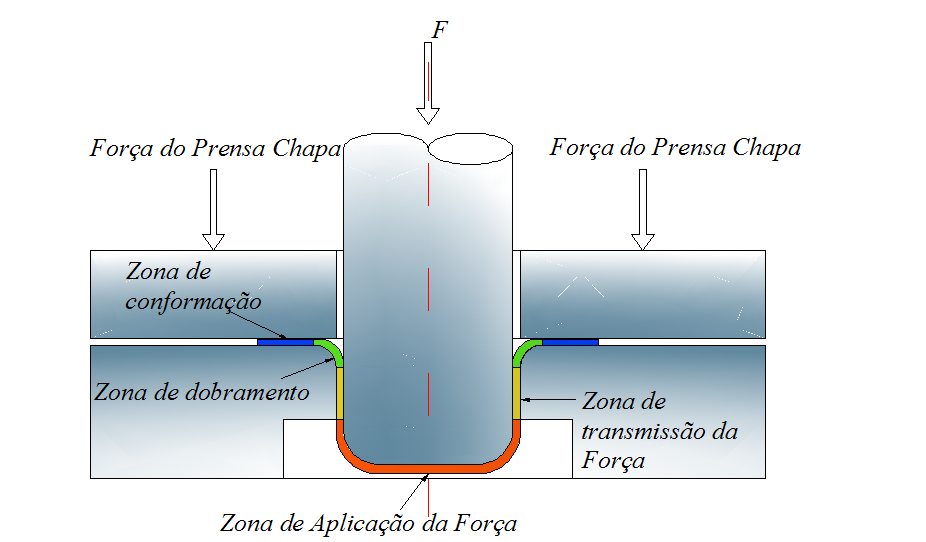 F
Força do Prensa Chapa
Força do Prensa Chapa
Zona de
conformação
Zona de dobramento
Zona de
transmissão da
Força
Zona de Aplicação da Força